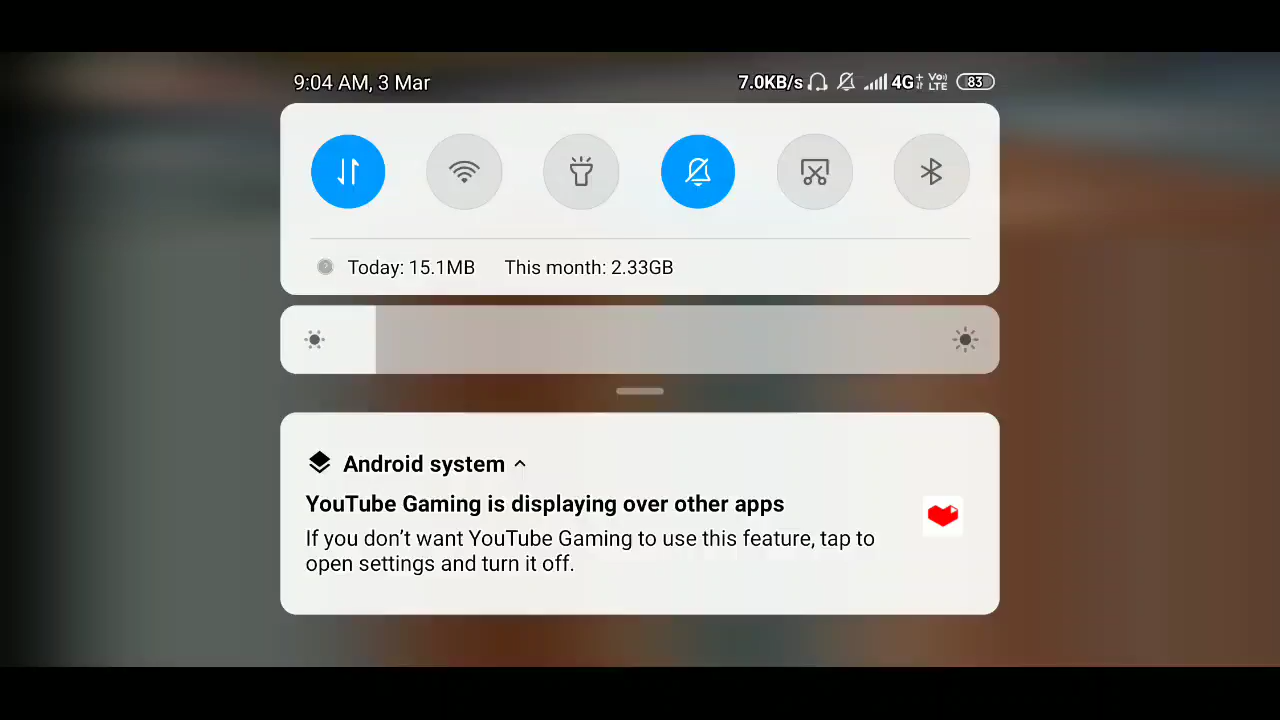 9:04 AM, 3 Mar 7.0KB/s 4G+ Vo) LTE 83
Today: 15.1MB This month: 2.33GB
Android system
YouTube Gaming is displaying over other apps
If you don’t want YouTube Gaming to use this feature, tap to
open settings and turn it off.